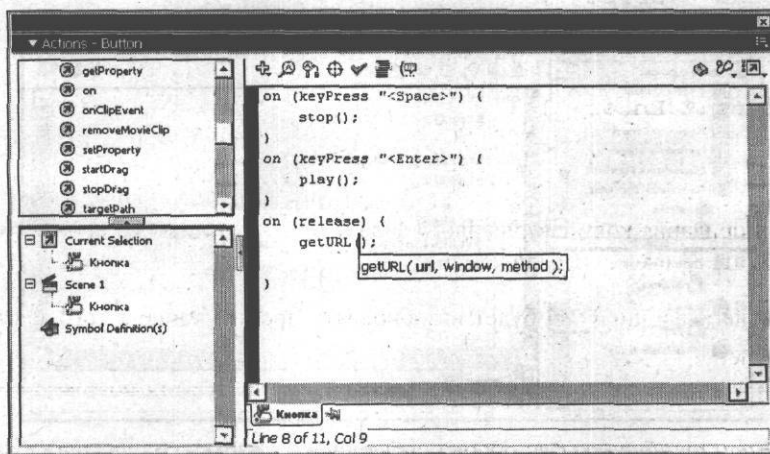 Actions - Button
getProperty
on
onClipEvent
removeMovieClip
setProperty
startDrag
stopDrag
targetPath
Current Selection
Кнопка
Scene 1
Кнопка
Symbol Definition(s)
on (keyPress "<Space>") {
stop();
}
on (keyPress "<Enter>") {
play();
}
on (release) {
getURL();
getURL( url, window, method );
}
Кнопка
Line 8 of 11, Col 9